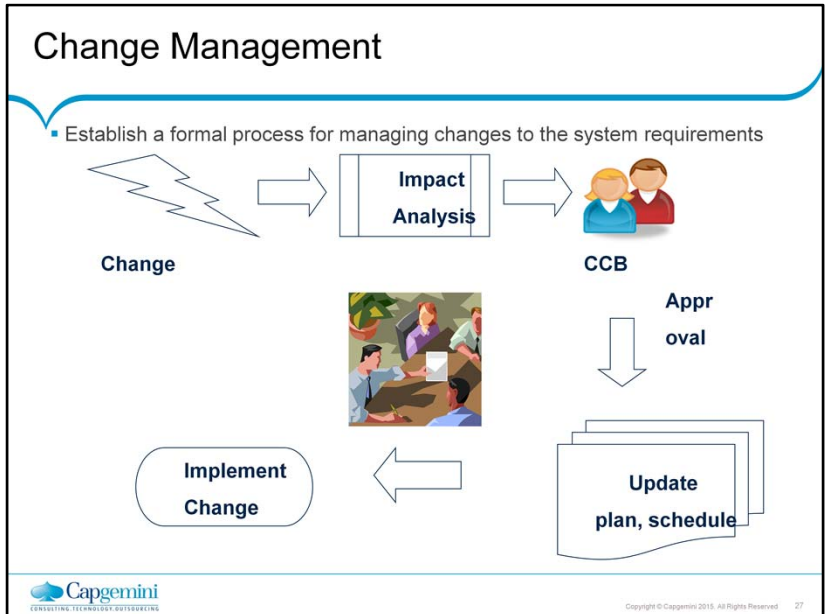 Change Management
▪ Establish a formal process for managing changes to the system requirements
Impact
Analysis
Change
CCB
Appr
oval
Implement
Change
Update
plan, schedule
Capgemini
CONSULTING.TECHNOLOGY.OUTSOURCING
Copyright © Capgemini 2015. All Rights Reserved 27